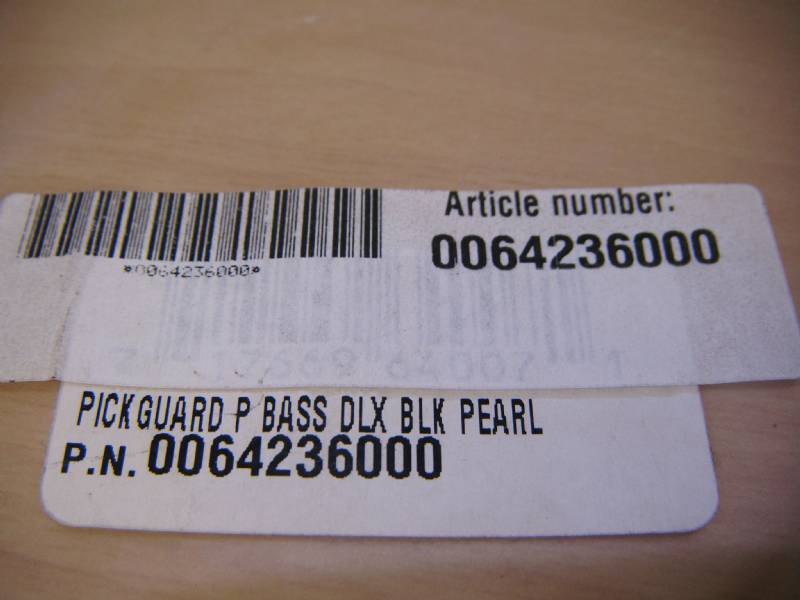 Article number:
0064236000
*0064236000*
PICKGUARD P BASS DLX BLK PEARL
P.N. 0064236000